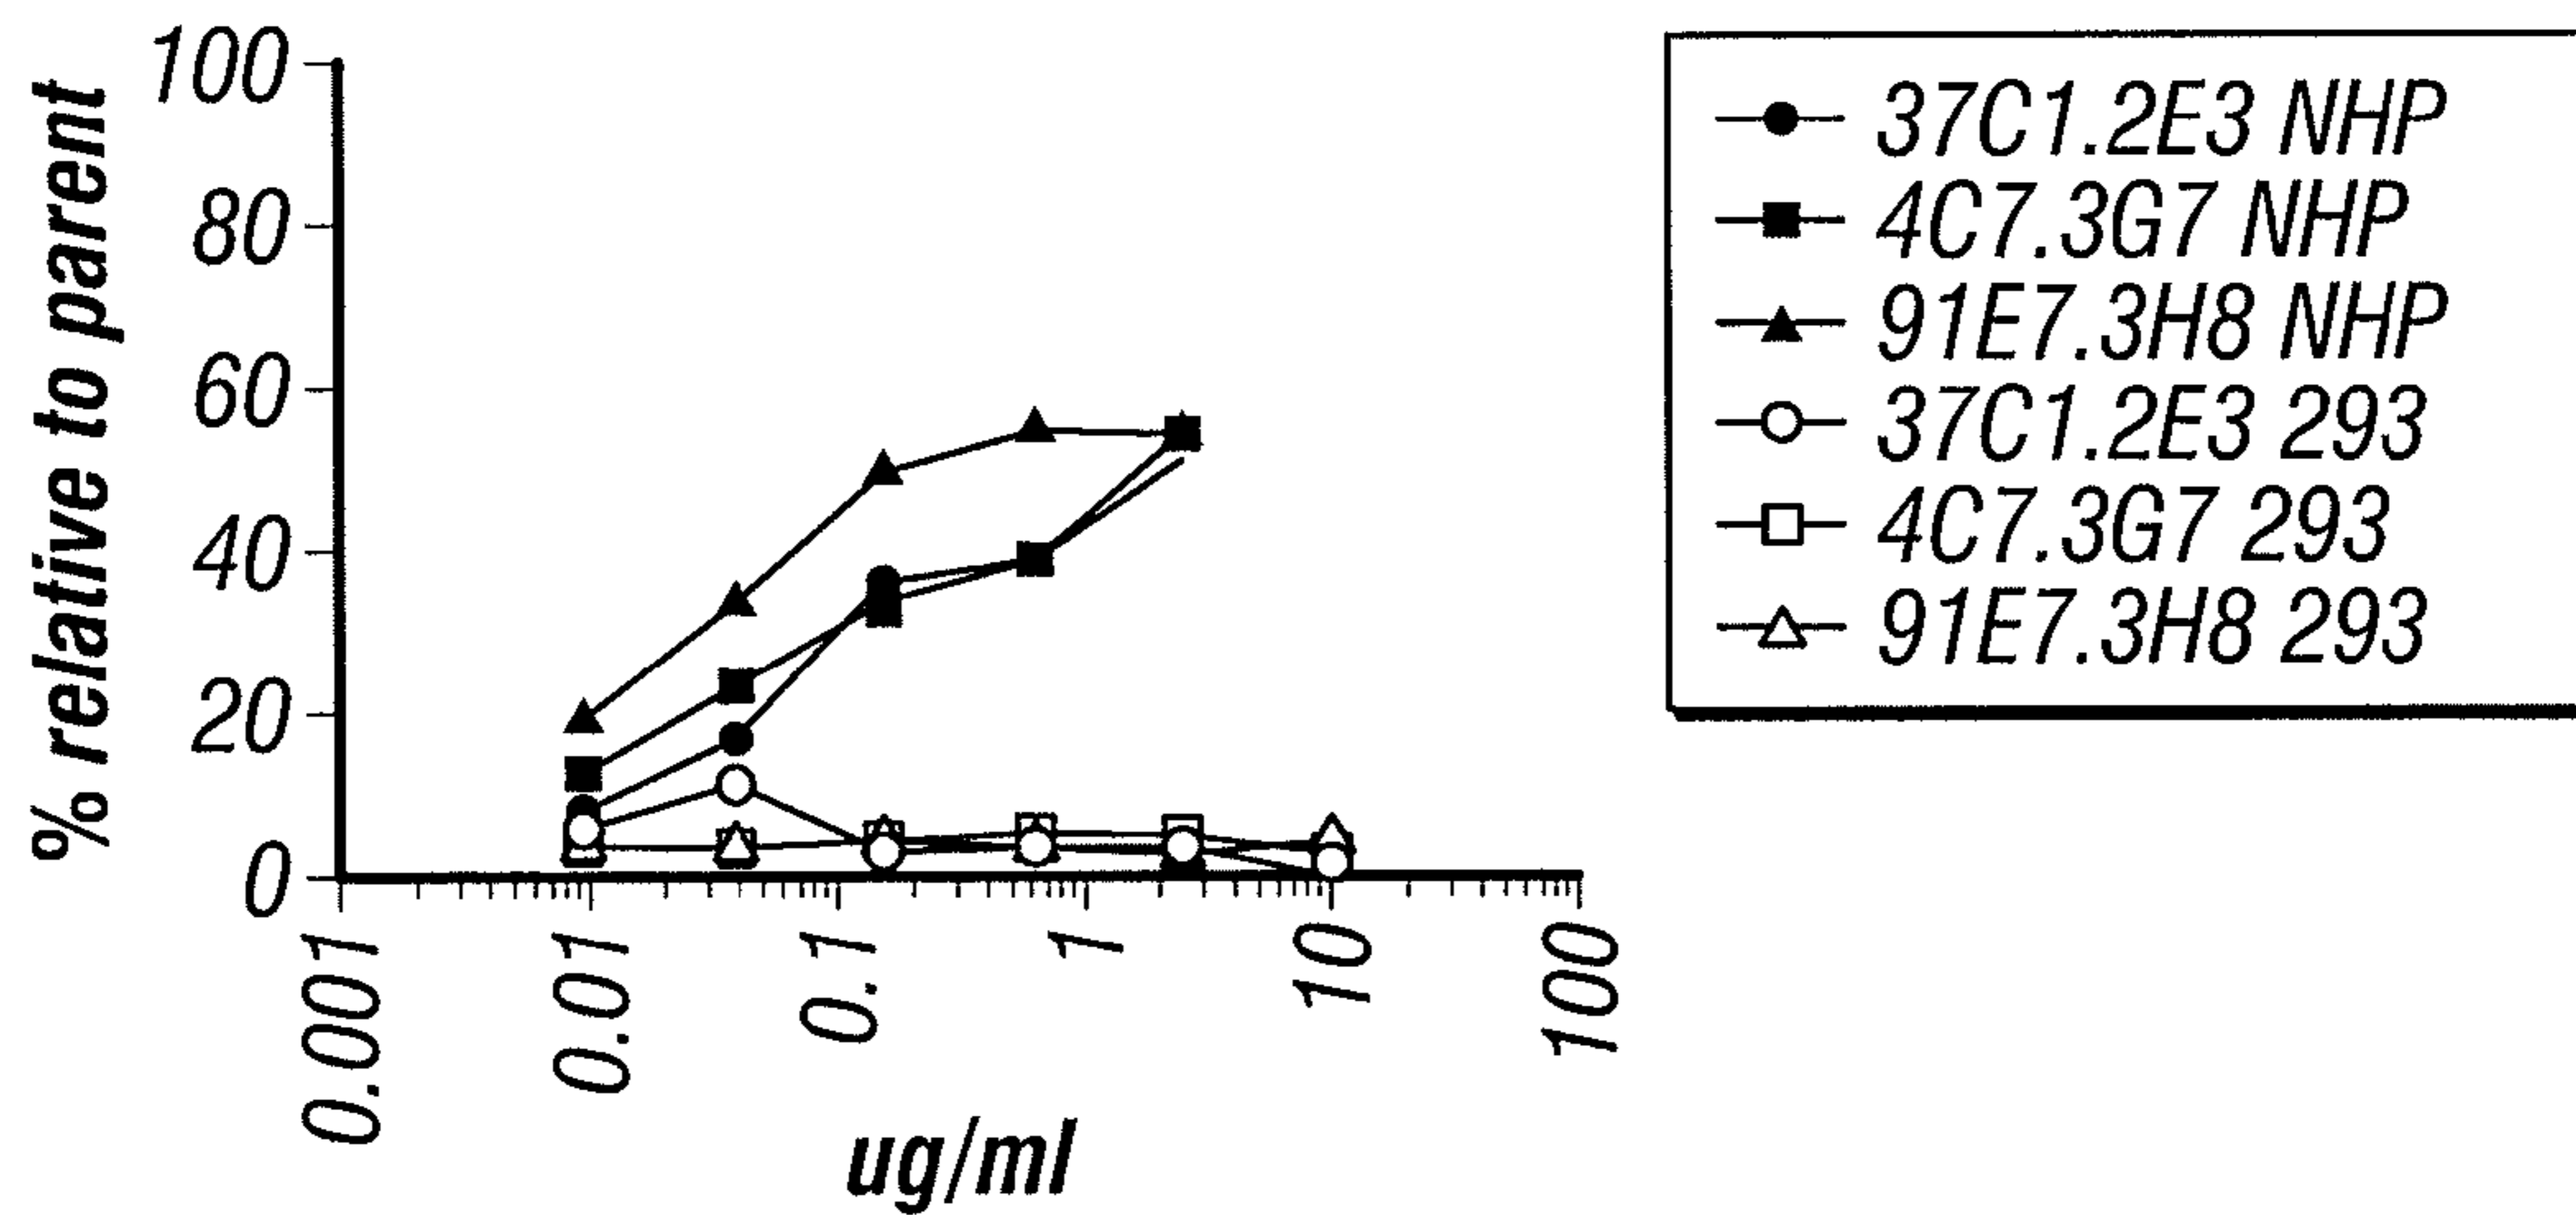 % relative to parent
100
80
60
40
20
0
0.001
0.01
0.1
1
10
100
ug/ml
37C1.2E3 NHP
4C7.3G7 NHP
91E7.3H8 NHP
37C1.2E3 293
4C7.3G7 293
91E7.3H8 293